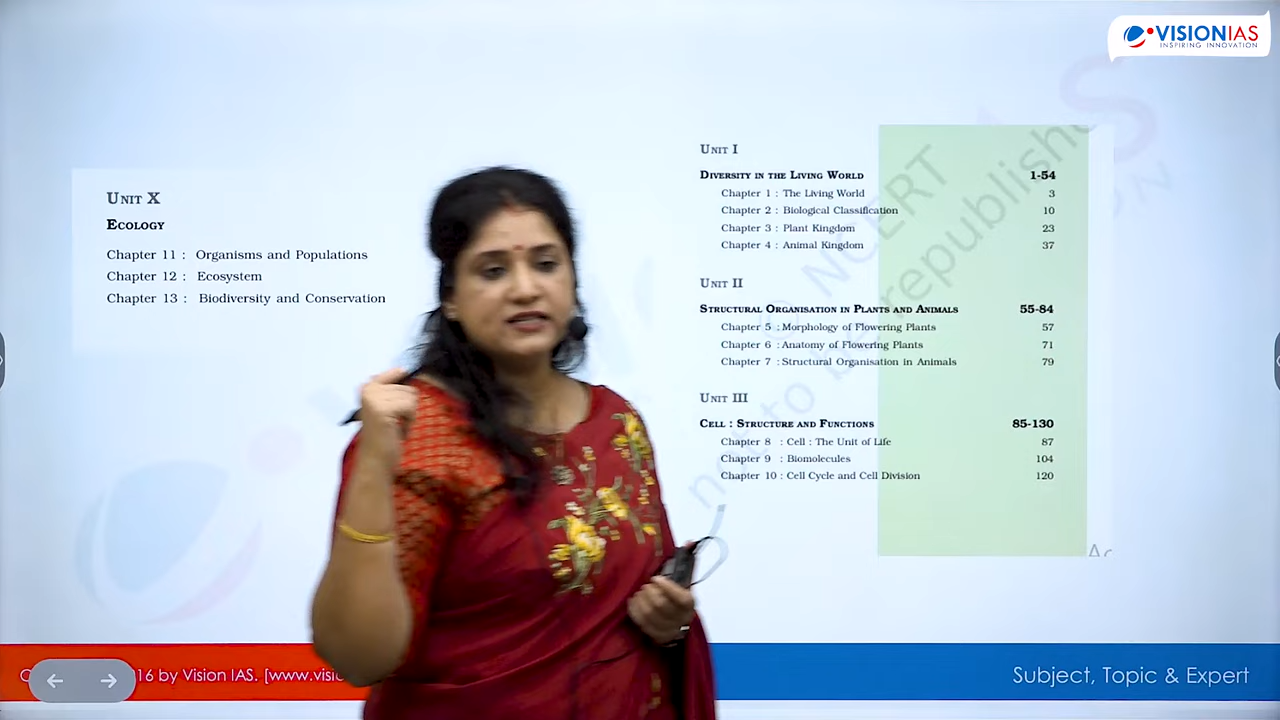 VISIONIAS
INSPIRING INNOVATION
UNIT X
ECOLOGY
Chapter 11 : Organisms and Populations
Chapter 12 : Ecosystem
Chapter 13 : Biodiversity and Conservation
UNIT I
DIVERSITY IN THE LIVING WORLD 1-54
Chapter 1 : The Living World 3
Chapter 2 : Biological Classification 10
Chapter 3 : Plant Kingdom 23
Chapter 4 : Animal Kingdom 37
UNIT II
STRUCTURAL ORGANISATION IN PLANTS AND ANIMALS 55-84
Chapter 5 : Morphology of Flowering Plants 57
Chapter 6 : Anatomy of Flowering Plants 71
Chapter 7 : Structural Organisation in Animals 79
UNIT III
CELL : STRUCTURE AND FUNCTIONS 85-130
Chapter 8 : Cell : The Unit of Life 87
Chapter 9 : Biomolecules 104
Chapter 10 : Cell Cycle and Cell Division 120
NCERT
not to be republishe
16 by Vision IAS. [www.visi
Subject, Topic & Expert